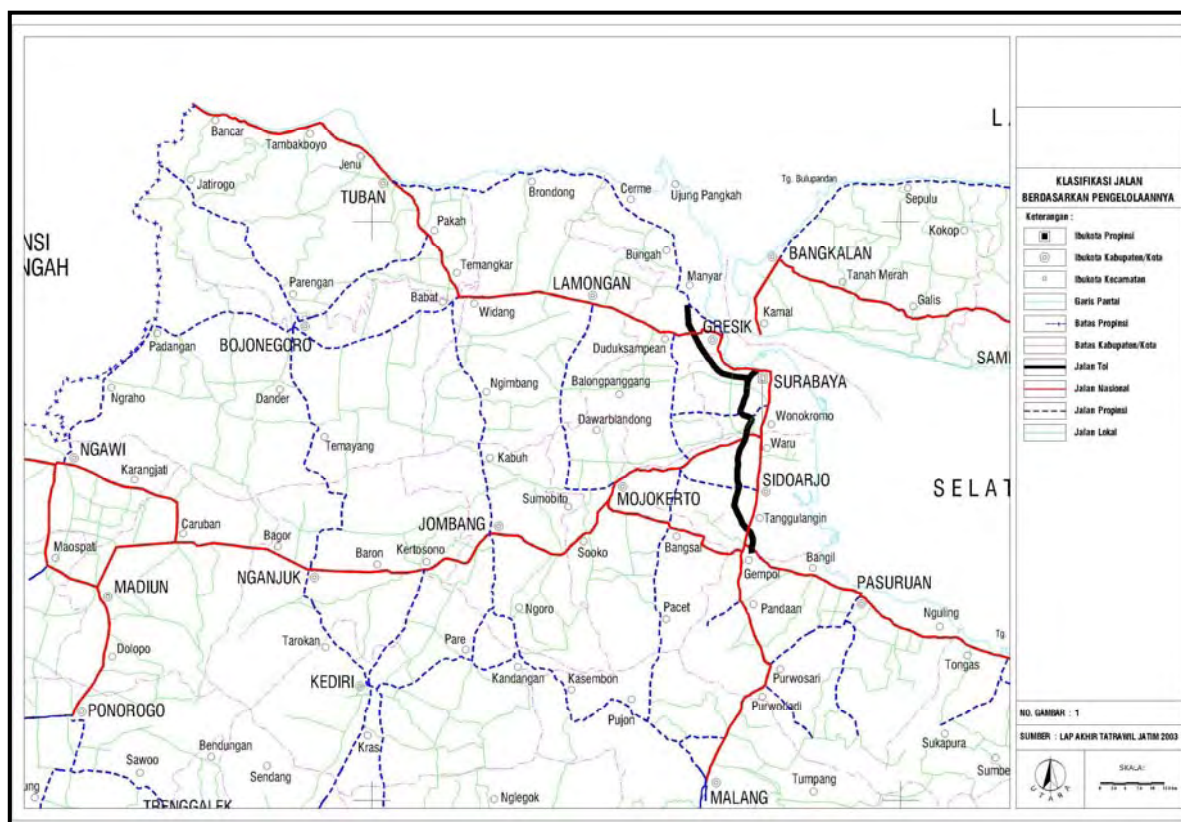 L
Bancar
Tambakboyo
Jenu
Jatirogo
TUBAN
Brondong
Cerme
Ujung Pangkah
Tg. Bulupandan
Sepulu
Kokop
Pakah
NSI
NGAH
Bungah
BANGKALAN
Temangkar
Manyar
Tanah Merah
Parengan
LAMONGAN
Babat
Widang
Galis
Kamal
GRESIK
Padangan
BOJONEGORO
Duduksampean
SAM
Ngraho
Dander
Ngimbang
Balongpanggang
SURABAYA
Dawarblandong
Wonokromo
Temayang
Waru
NGAWI
Karangjati
Kabuh
SIDOARJO
Sumobito
MOJOKERTO
SELAT
JOMBANG
Tanggulangin
Caruban
Bagor
Maospati
Baron
Kertosono
Sooko
Bangsal
Bangil
Gempol
NGANJUK
PASURUAN
MADIUN
Ngoro
Pacet
Pandaan
Nguling
Tg.
Tarokan
Pare
Dolopo
Tongas
KEDIRI
Kandangan
Kasembon
Purwosari
PONOROGO
Pujon
Purwodadi
Kras
Sukapura
Bendungan
Sawoo
Sendang
Sumbe
Tumpang
ung
TRENGGALEK
Nglegok
MALANG
KLASIFIKASI JALAN
BERDASARKAN PENGELOLAANNYA
Keterangan :
Ibukota Propinsi
Ibukota Kabupaten/Kota
Ibukota Kecamatan
Garis Pantai
Batas Propinsi
Batas Kabupaten/Kota
Jalan Tol
Jalan Nasional
Jalan Propinsi
Jalan Lokal
NO. GAMBAR : 1
SUMBER : LAP AKHIR TATRAWIL JATIM 2003
UTARA
SKALA: